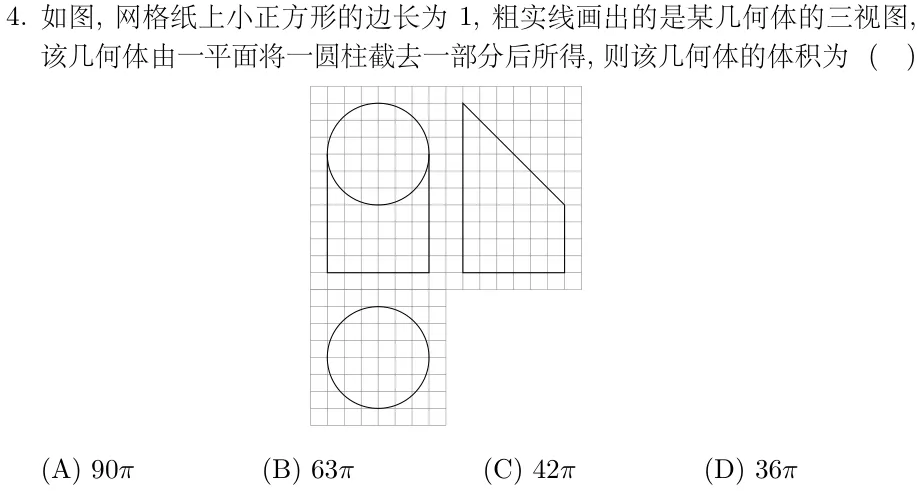 4. 如图, 网格纸上小正方形的边长为 1, 粗实线画出的是某几何体的三视图,
该几何体由一平面将一圆柱截去一部分后所得, 则该几何体的体积为 ( )
(A) 90π (B) 63π (C) 42π (D) 36π